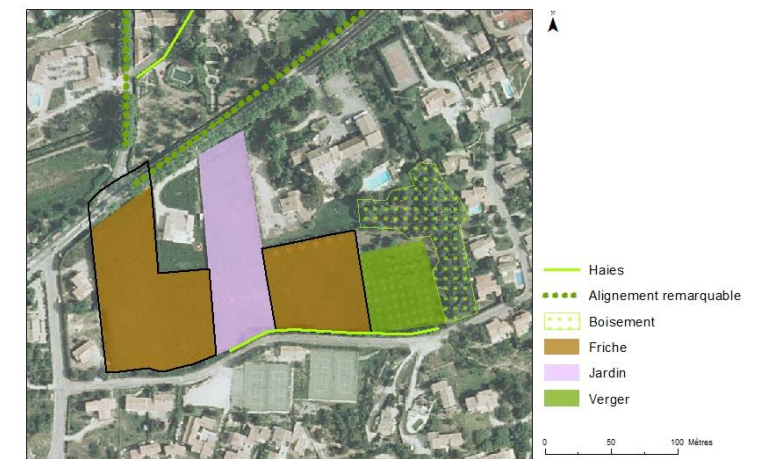 N
Haies
Alignement remarquable
Boisement
Friche
Jardin
Verger
0 50 100 Mètres